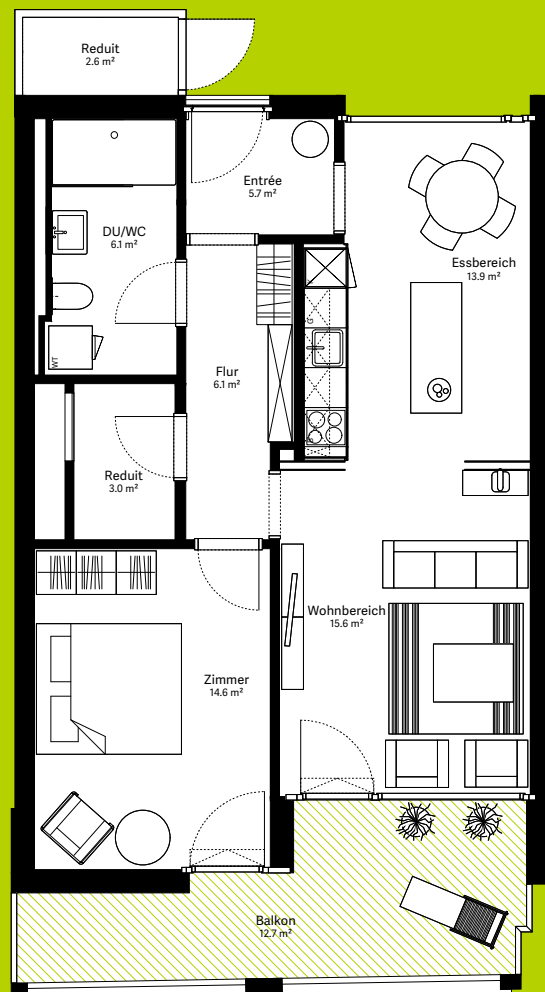 Reduit
2.6 m²
Entrée
5.7 m²
DU/WC
6.1 m²
Essbereich
13.9 m²
G
WT
Flur
6.1 m²
Reduit
3.0 m²
Wohnbereich
15.6 m²
Zimmer
14.6 m²
Balkon
12.7 m²